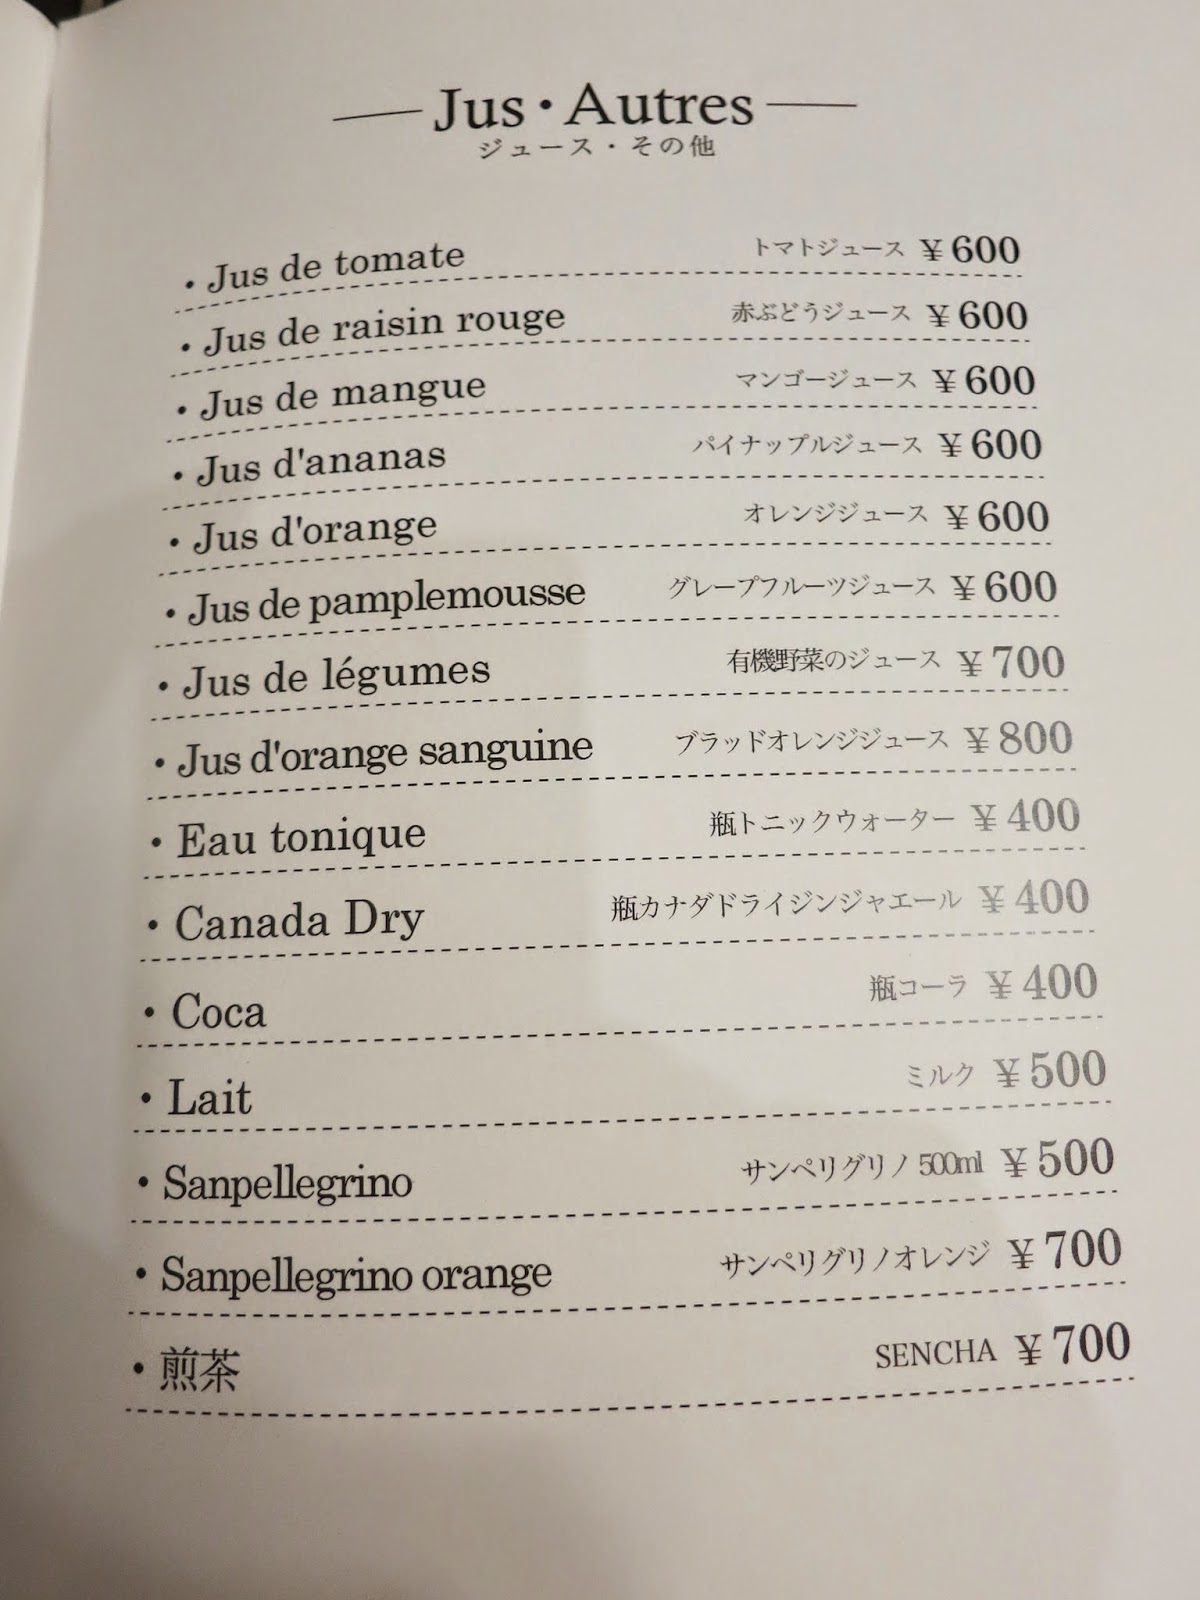 Jus・Autres
ジュース・その他
・Jus de tomate トマトジュース ¥600
・Jus de raisin rouge 赤ぶどうジュース ¥600
・Jus de mangue マンゴージュース ¥600
・Jus d'ananas パイナップルジュース ¥600
・Jus d'orange オレンジジュース ¥600
・Jus de pamplemousse グレープフルーツジュース ¥600
・Jus de légumes 有機野菜のジュース ¥700
・Jus d'orange sanguine ブラッドオレンジジュース ¥800
・Eau tonique 瓶トニックウォーター ¥400
・Canada Dry 瓶カナダドライジンジャエール ¥400
・Coca 瓶コーラ ¥400
・Lait ミルク ¥500
・Sanpellegrino サンペリグリノ 500ml ¥500
・Sanpellegrino orange サンペリグリノオレンジ ¥700
・煎茶 SENCHA ¥700